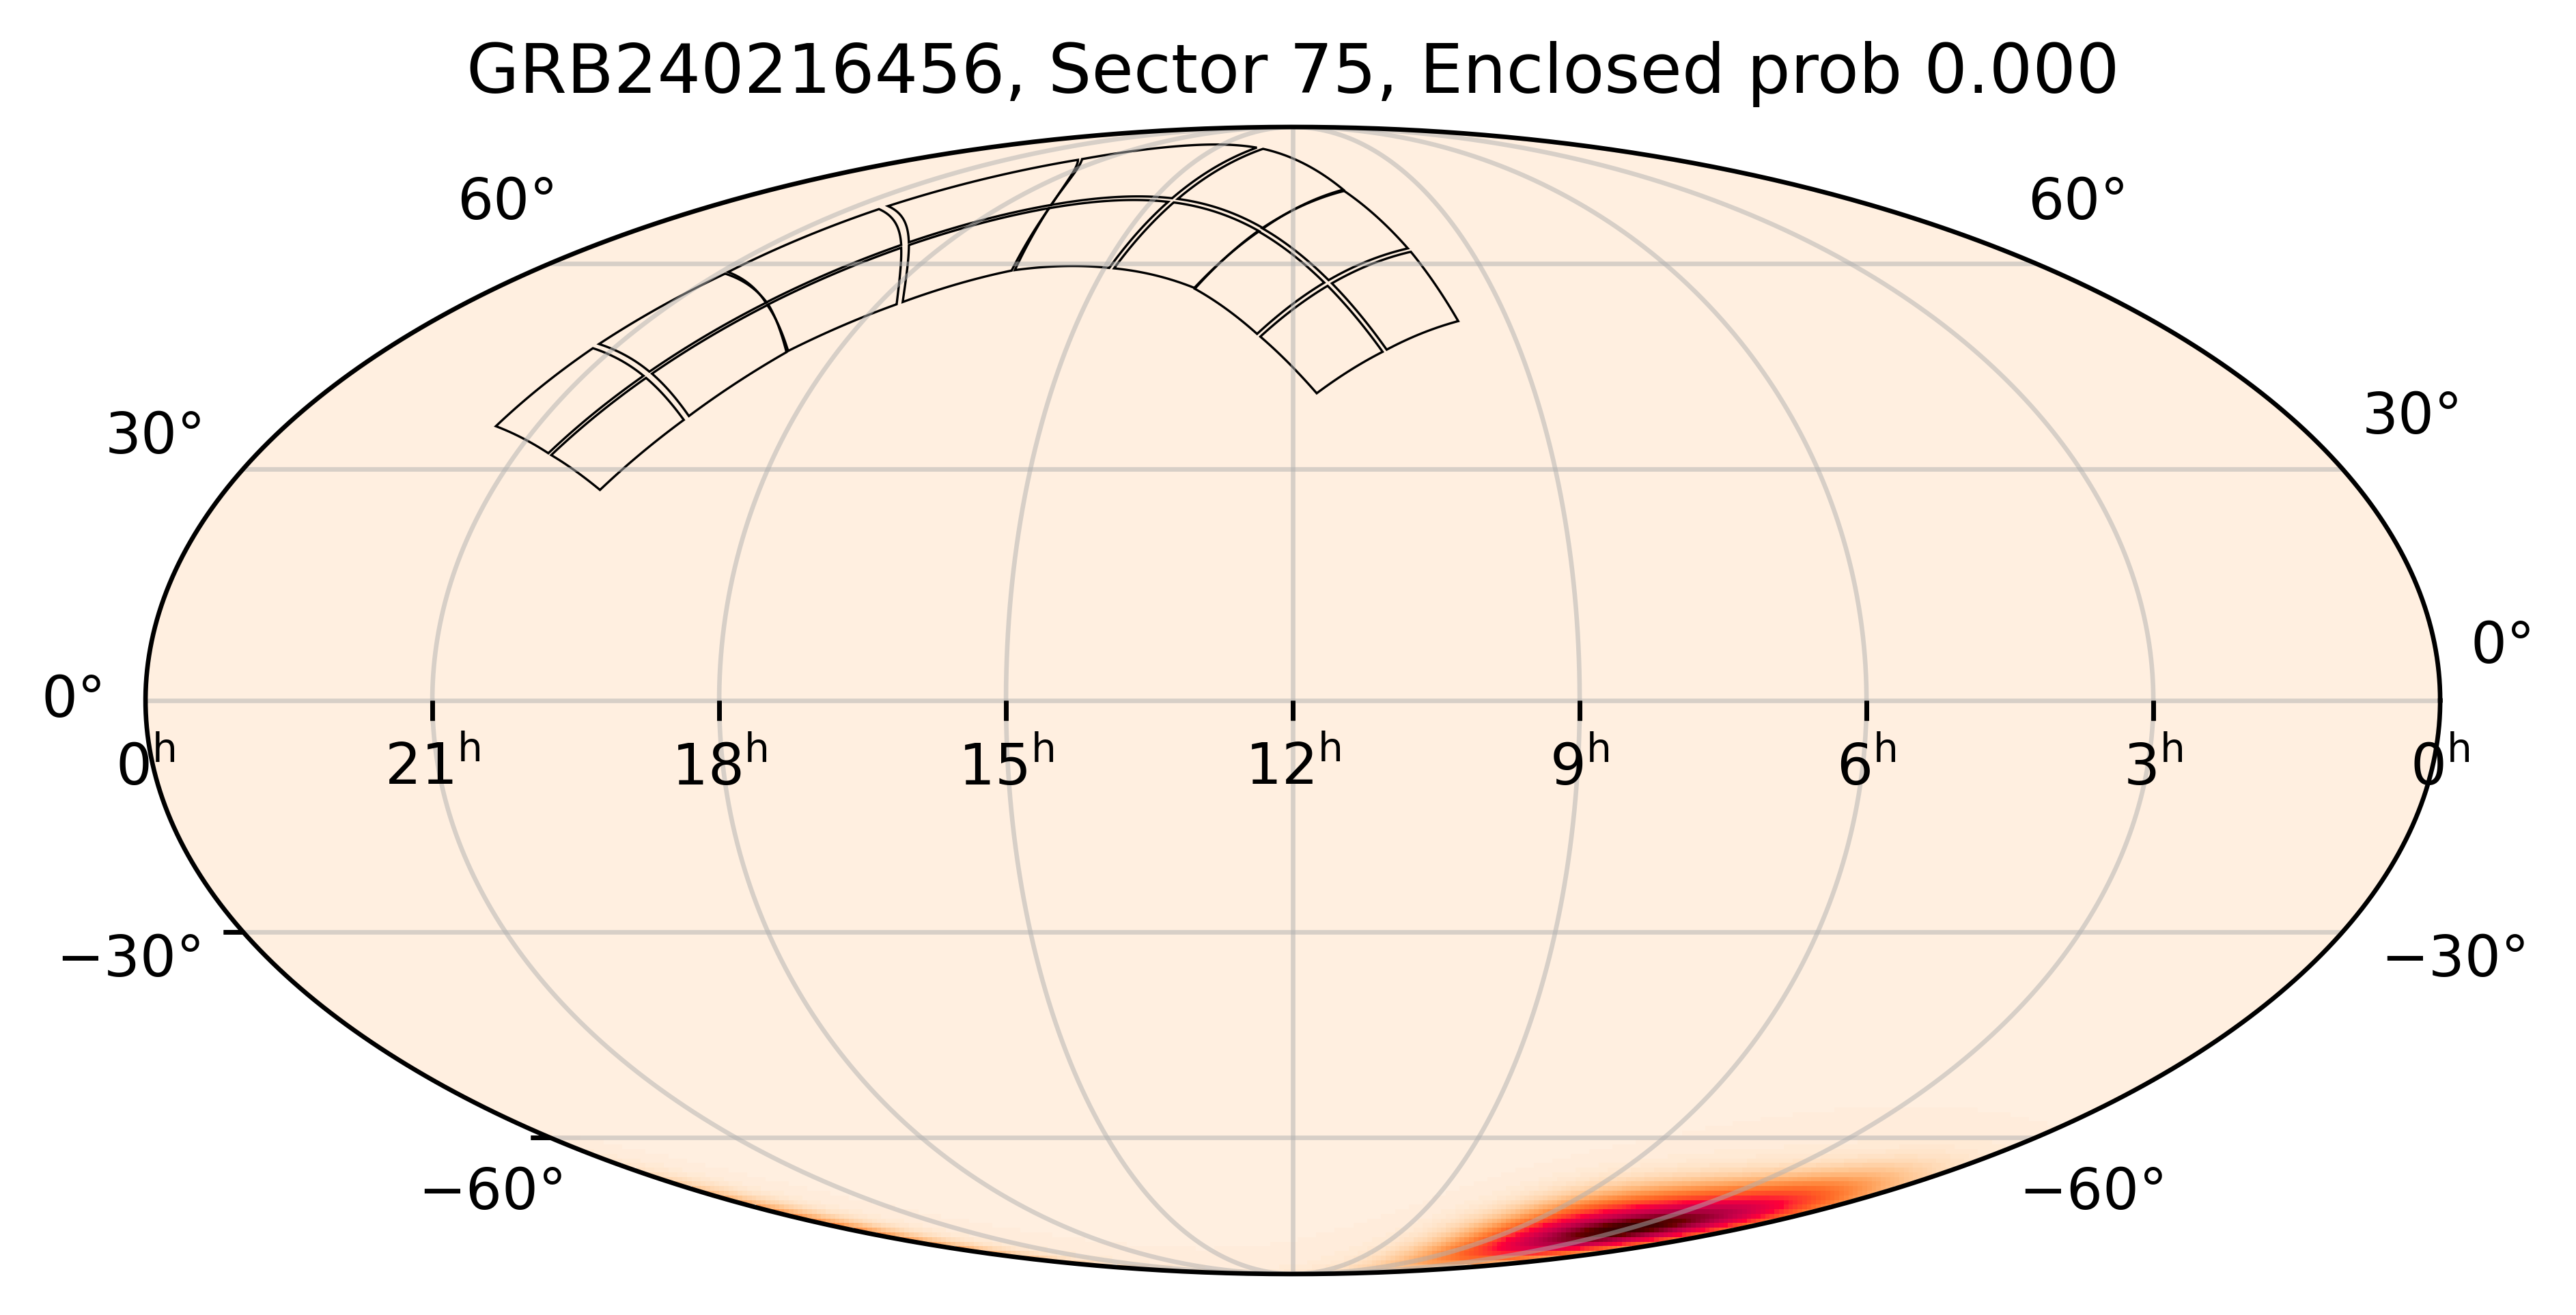 GRB240216456, Sector 75, Enclosed prob 0.000
60° 60°
30° 30°
0° 0°
0ʰ 21ʰ 18ʰ 15ʰ 12ʰ 9ʰ 6ʰ 3ʰ 0ʰ
−30° −30°
−60° −60°